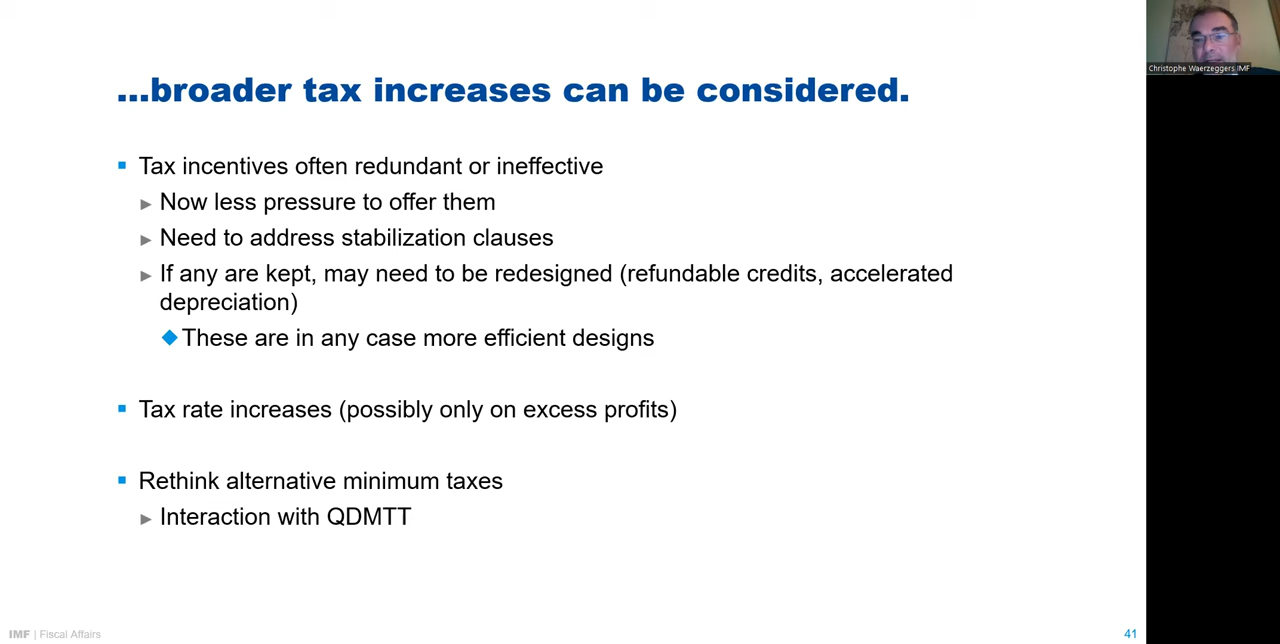 Christophe Waerzeggers IMF
...broader tax increases can be considered.
Tax incentives often redundant or ineffective
Now less pressure to offer them
Need to address stabilization clauses
If any are kept, may need to be redesigned (refundable credits, accelerated
depreciation)
These are in any case more efficient designs
Tax rate increases (possibly only on excess profits)
Rethink alternative minimum taxes
Interaction with QDMTT
IMF | Fiscal Affairs
41